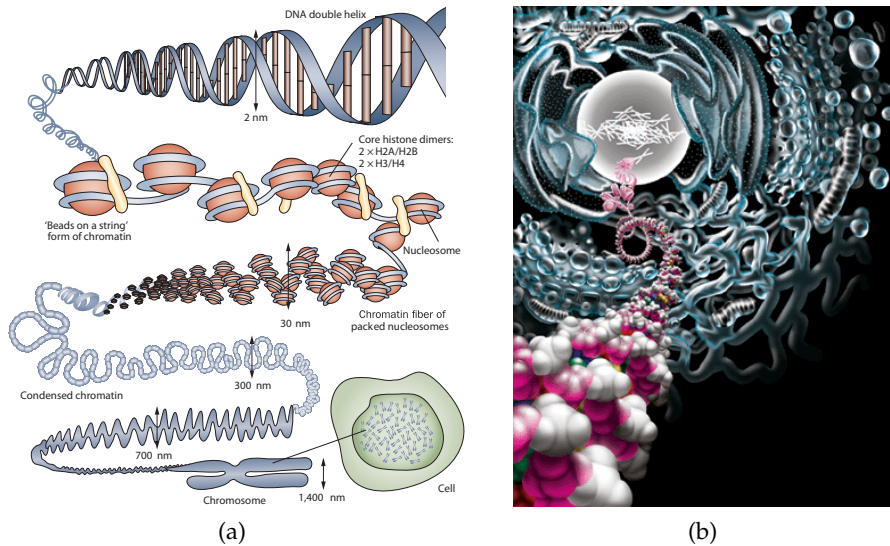 DNA double helix
2 nm
Core histone dimers:
2 × H2A/H2B
2 × H3/H4
'Beads on a string'
form of chromatin
Nucleosome
30 nm
Chromatin fiber of
packed nucleosomes
300 nm
Condensed chromatin
700 nm
Chromosome
1,400 nm
Cell
(a)
(b)